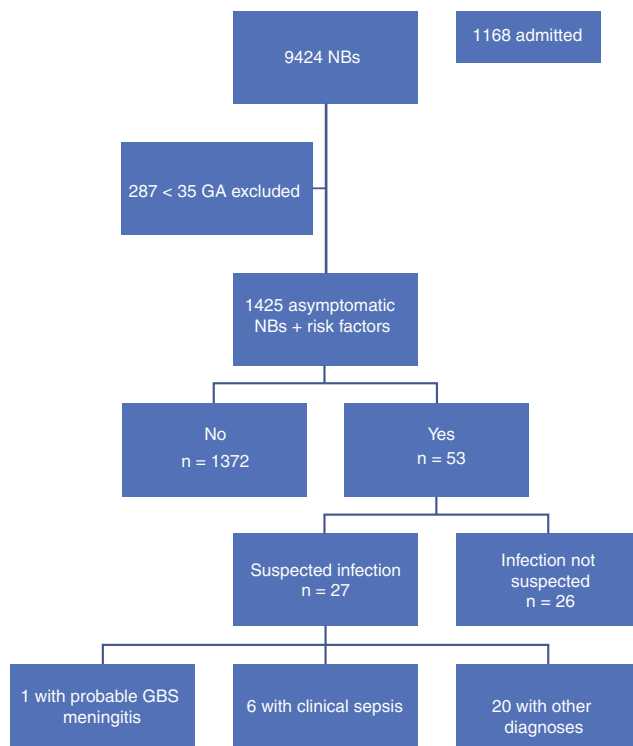 9424 NBs
1168 admitted
287 < 35 GA excluded
1425 asymptomatic
NBs + risk factors
No
n = 1372
Yes
n = 53
Suspected infection
n = 27
Infection not
suspected
n = 26
1 with probable GBS
meningitis
6 with clinical sepsis
20 with other
diagnoses